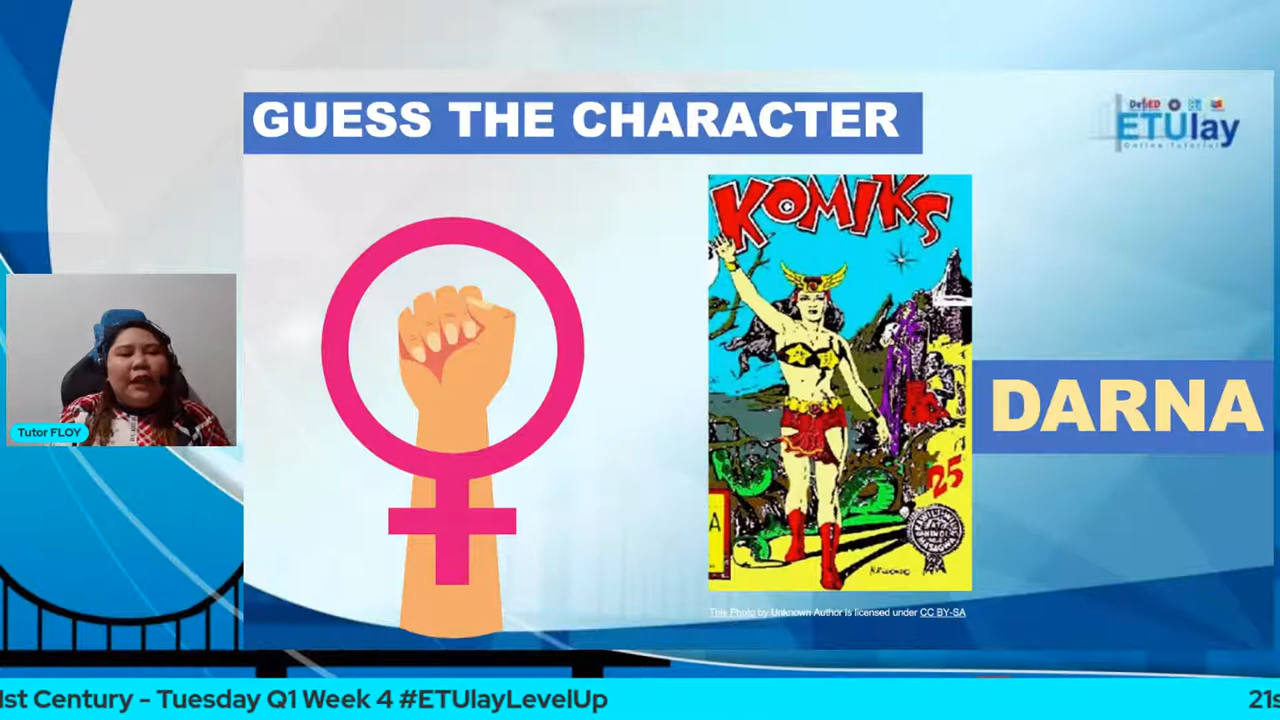 GUESS THE CHARACTER
DepED
ETUlay
Online Tutorial
KOMIKS
DARNA
25
A
This Photo by Unknown Author is licensed under CC BY-SA
Tutor FLOY
1st Century - Tuesday Q1 Week 4 #ETUlayLevelUp
21s